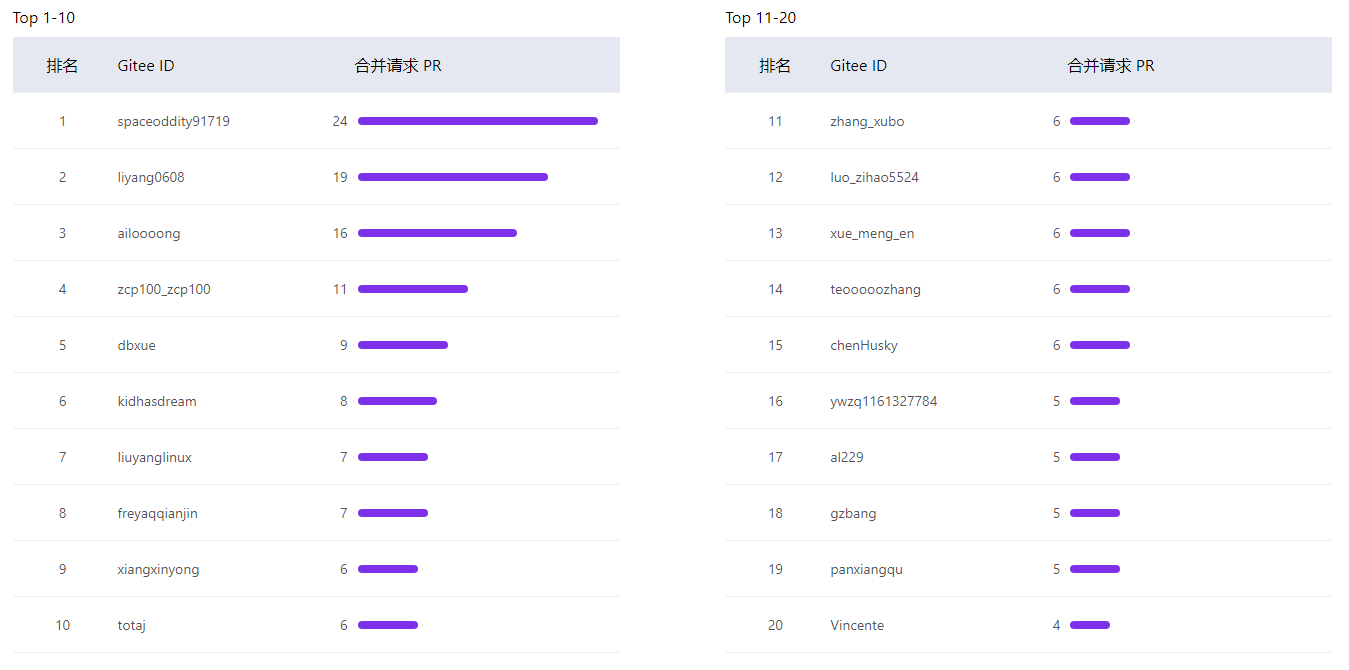 Top 1-10
排名 Gitee ID 合并请求 PR
1 spaceoddity91719 24
2 liyang0608 19
3 ailoooong 16
4 zcp100_zcp100 11
5 dbxue 9
6 kidhasdream 8
7 liuyanglinux 7
8 freyaqqianjin 7
9 xiangxinyong 6
10 totaj 6
Top 11-20
排名 Gitee ID 合并请求 PR
11 zhang_xubo 6
12 luo_zihao5524 6
13 xue_meng_en 6
14 teooooozhang 6
15 chenHusky 6
16 ywzq1161327784 5
17 al229 5
18 gzbang 5
19 panxiangqu 5
20 Vincente 4